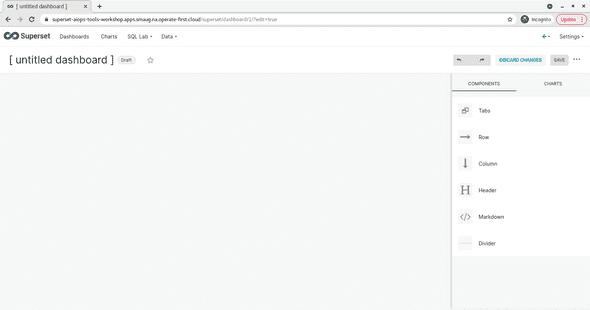 [ untitled dashboard ]
superset-aiops-tools-workshop.apps.smaug.na.operate-first.cloud/superset/dashboard/2/?edit=true
Incognito
Update
Superset
Dashboards
Charts
SQL Lab
Data
Settings
[ untitled dashboard ]
Draft
DISCARD CHANGES
SAVE
COMPONENTS
CHARTS
Tabs
Row
Column
Header
Markdown
Divider